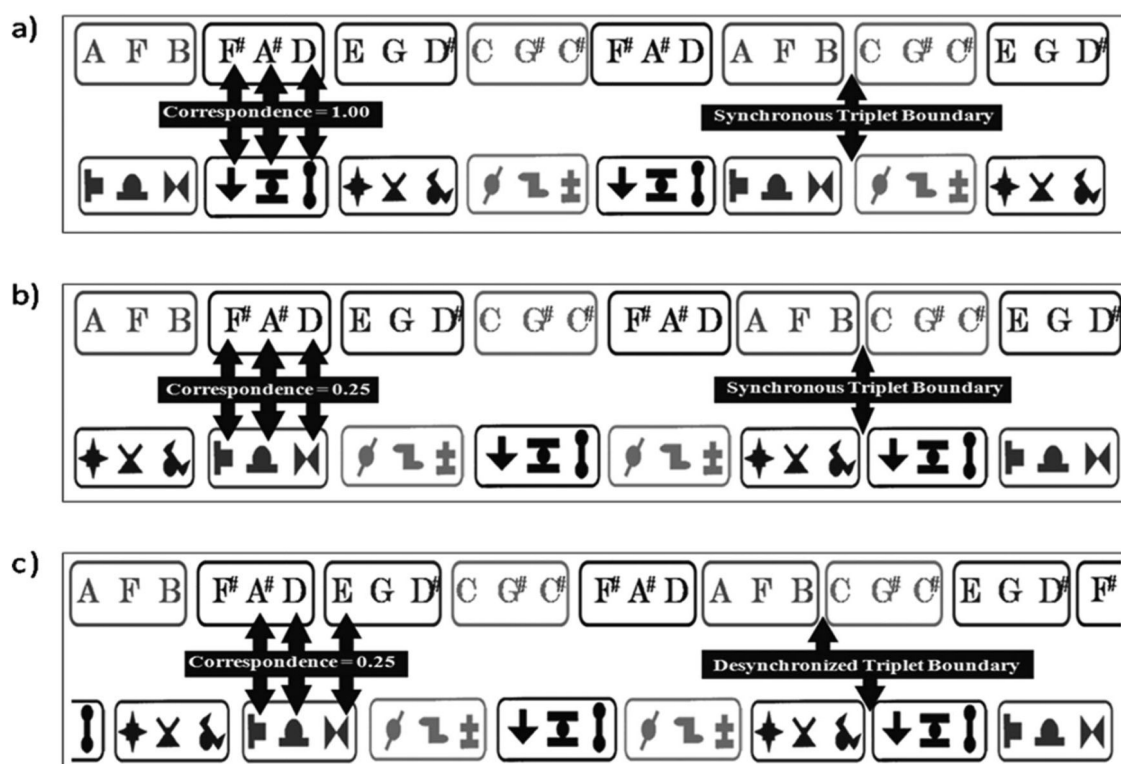 a)
A F B F# A# D E G D# C G# C# F# A# D A F B C G# C# E G D#
Correspondence = 1.00 Synchronous Triplet Boundary
b)
A F B F# A# D E G D# C G# C# F# A# D A F B C G# C# E G D#
Correspondence = 0.25 Synchronous Triplet Boundary
c)
A F B F# A# D E G D# C G# C# F# A# D A F B C G# C# E G D# F#
Correspondence = 0.25 Desynchronized Triplet Boundary